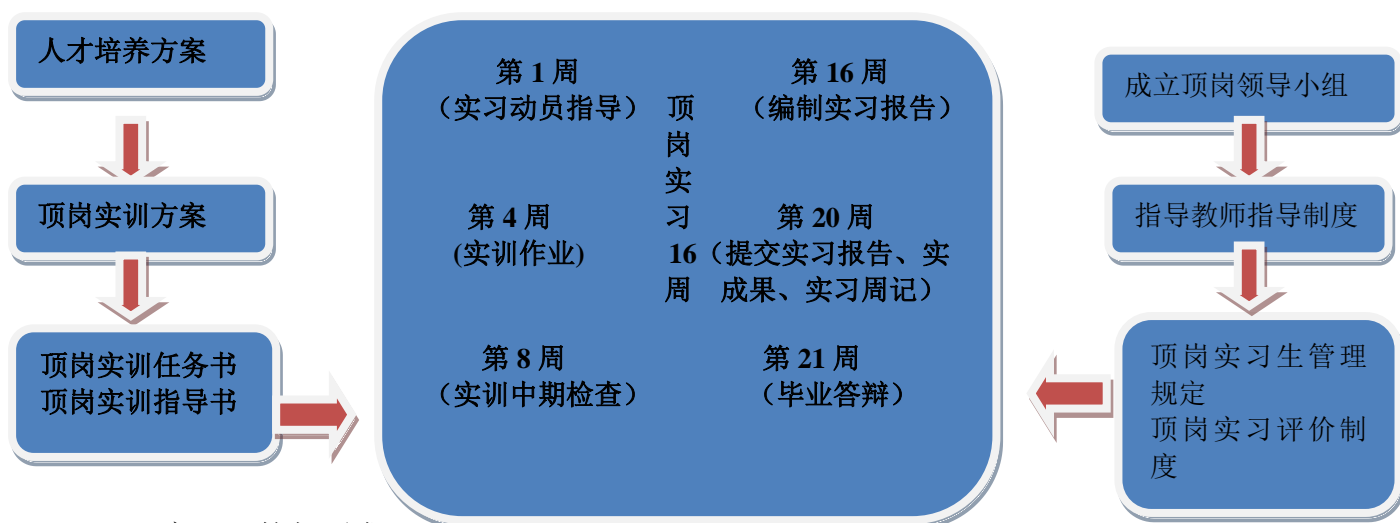 人才培养方案
顶岗实训方案
顶岗实训任务书
顶岗实训指导书
第 1 周
（实习动员指导）
第 4 周
(实训作业)
第 8 周
（实训中期检查）
顶
岗
实
习
16
周
第 16 周
（编制实习报告）
第 20 周
（提交实习报告、实
成果、实习周记）
第 21 周
（毕业答辩）
成立顶岗领导小组
指导教师指导制度
顶岗实习生管理
规定
顶岗实习评价制
度